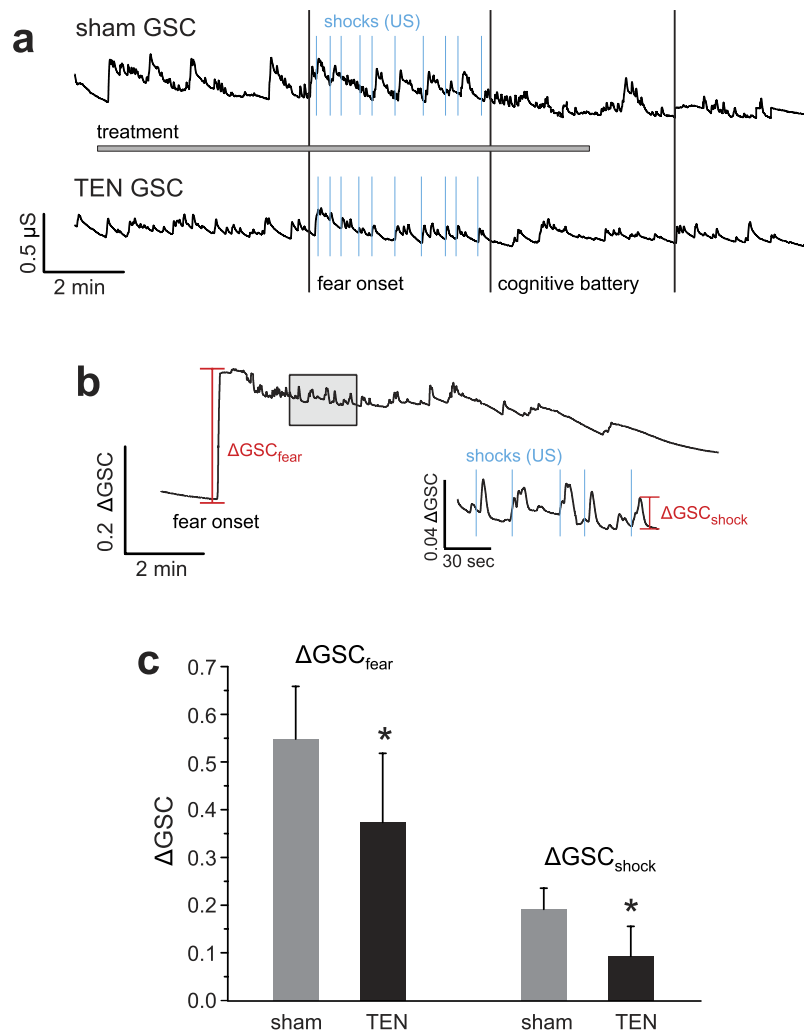 a
sham GSC
shocks (US)
treatment
TEN GSC
0.5 µS
2 min
fear onset
cognitive battery
b
ΔGSCfear
0.2 ΔGSC
fear onset
2 min
shocks (US)
0.04 ΔGSC
ΔGSCshock
30 sec
c
ΔGSCfear
0.7
0.6
*
0.5
0.4
ΔGSC
0.3
ΔGSCshock
0.2
*
0.1
0.0
sham TEN sham TEN